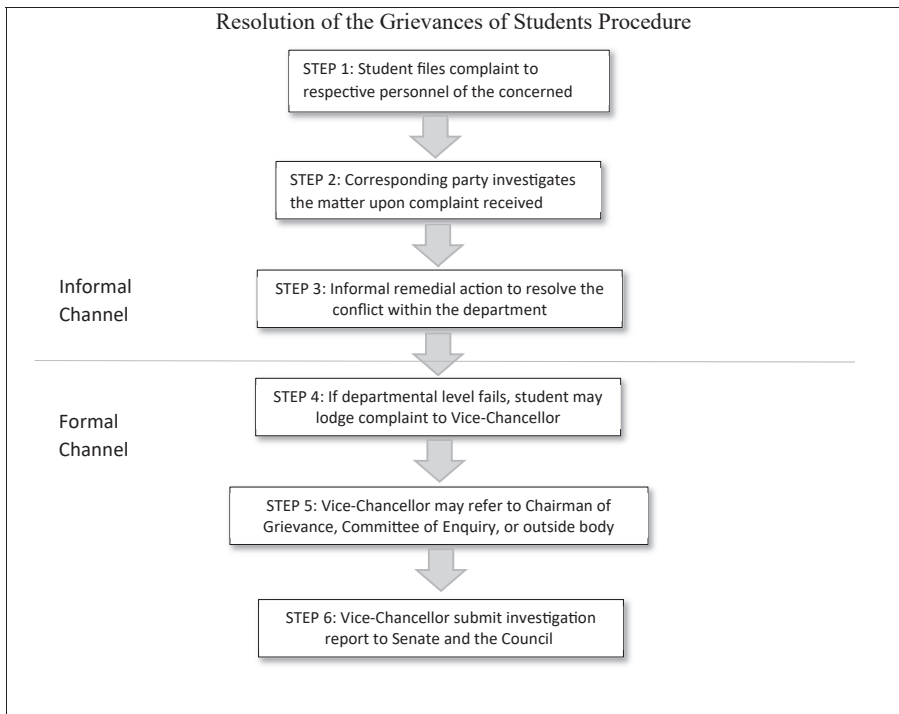 Resolution of the Grievances of Students Procedure
STEP 1: Student files complaint to
respective personnel of the concerned
STEP 2: Corresponding party investigates
the matter upon complaint received
Informal
Channel
STEP 3: Informal remedial action to resolve the
conflict within the department
STEP 4: If departmental level fails, student may
lodge complaint to Vice-Chancellor
Formal
Channel
STEP 5: Vice-Chancellor may refer to Chairman of
Grievance, Committee of Enquiry, or outside body
STEP 6: Vice-Chancellor submit investigation
report to Senate and the Council